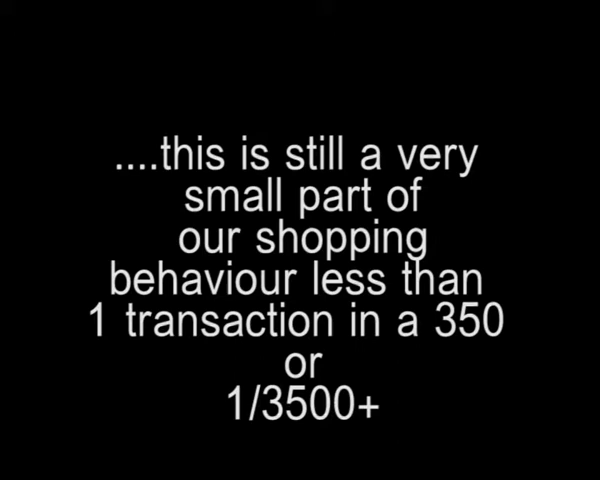 ....this is still a very
small part of
our shopping
behaviour less than
1 transaction in a 350
or
1/3500+